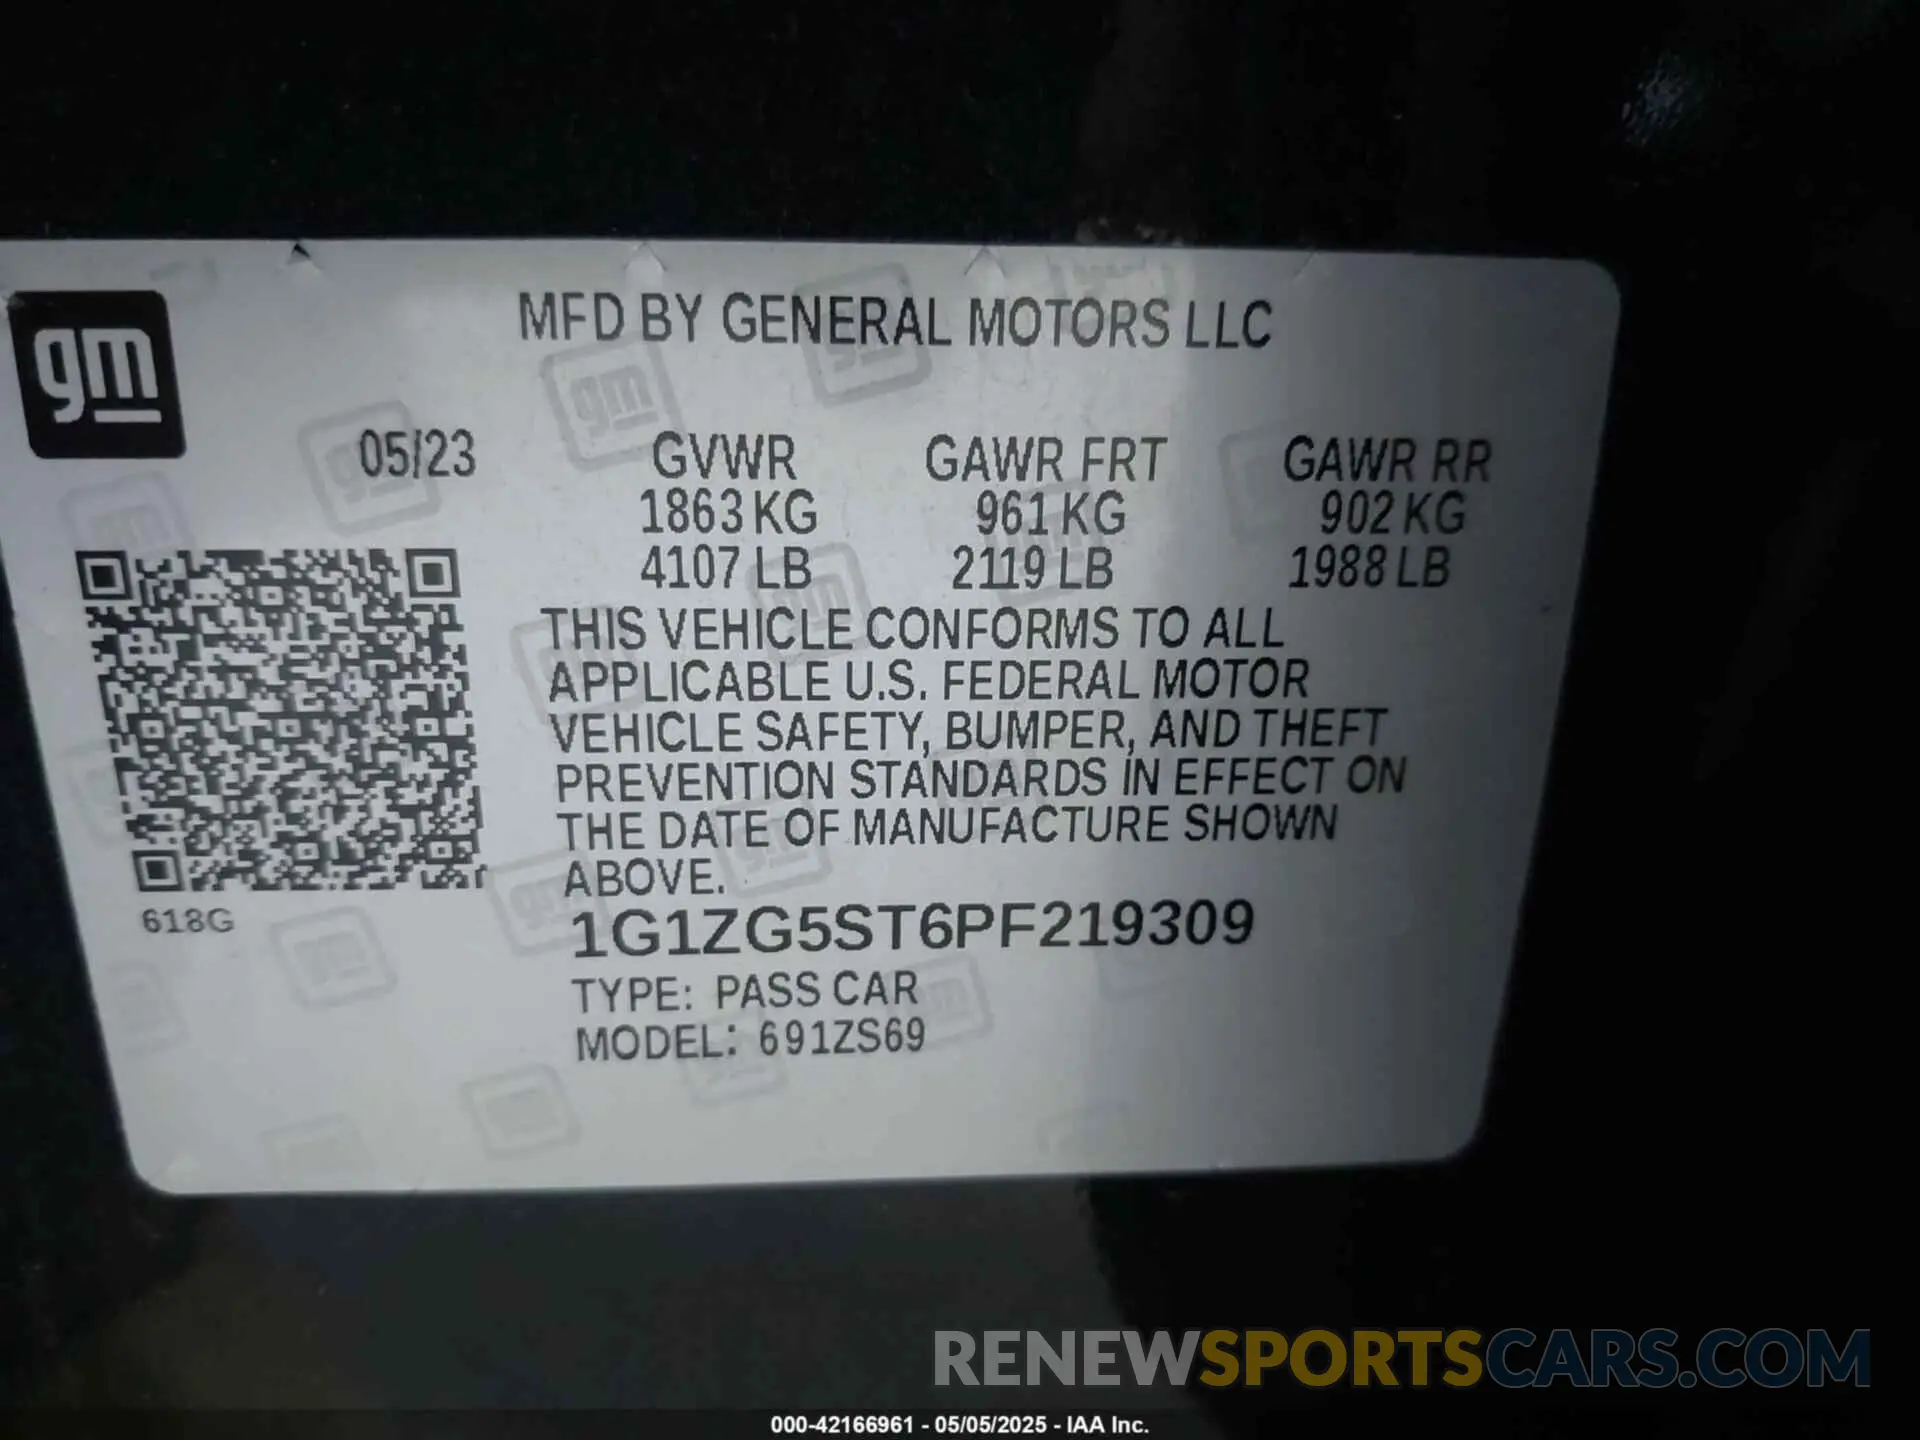 MFD BY GENERAL MOTORS LLC
gm
05/23 GVWR GAWR FRT GAWR RR
1863 KG 961 KG 902 KG
4107 LB 2119 LB 1988 LB
THIS VEHICLE CONFORMS TO ALL
APPLICABLE U.S. FEDERAL MOTOR
VEHICLE SAFETY, BUMPER, AND THEFT
PREVENTION STANDARDS IN EFFECT ON
THE DATE OF MANUFACTURE SHOWN
ABOVE.
618G
1G1ZG5ST6PF219309
TYPE: PASS CAR
MODEL: 691ZS69
RENEWSPORTSCARS.COM
000-42166961 - 05/05/2025 - IAA Inc.